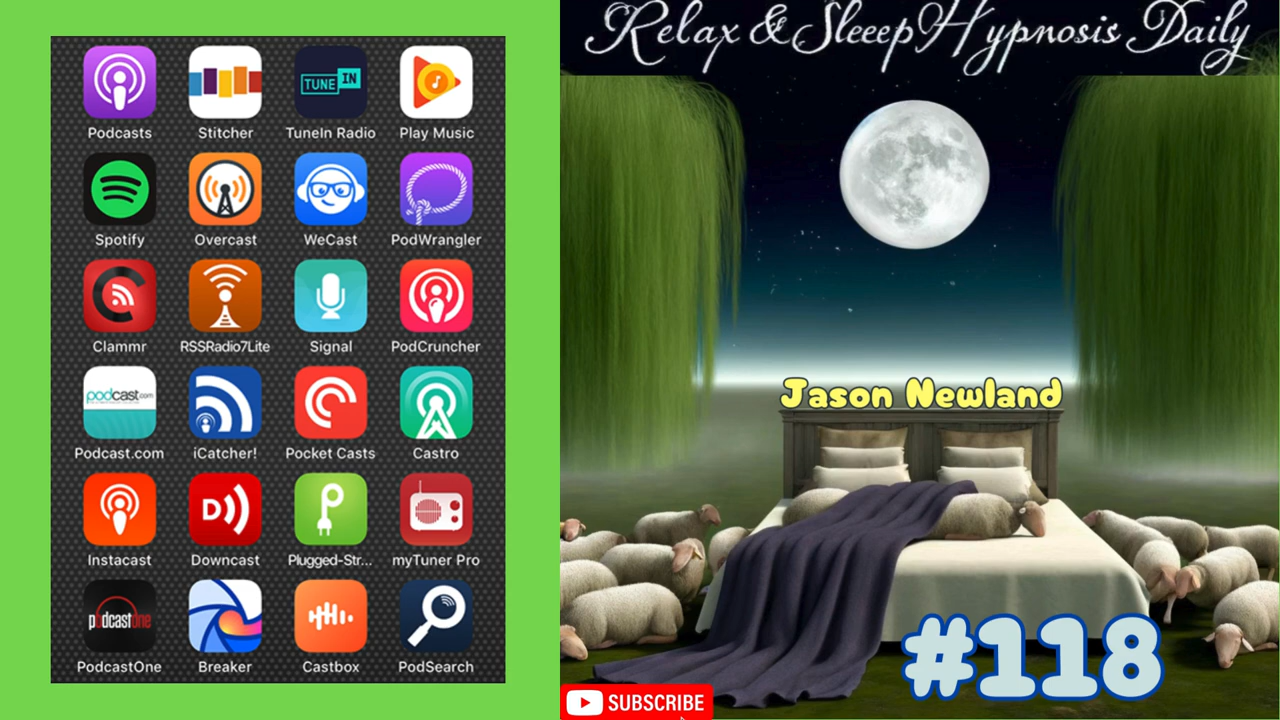 Relax & Sleeep Hypnosis Daily
TUNE IN
Podcasts
Stitcher
TuneIn Radio
Play Music
Spotify
Overcast
WeCast
PodWrangler
Clammr
RSSRadio7Lite
Signal
PodCruncher
podcast.com
Podcast.com
iCatcher!
Pocket Casts
Castro
D
Instacast
Downcast
Plugged-Str...
myTuner Pro
podcastone
PodcastOne
Breaker
Castbox
PodSearch
Jason Newland
#118
SUBSCRIBE